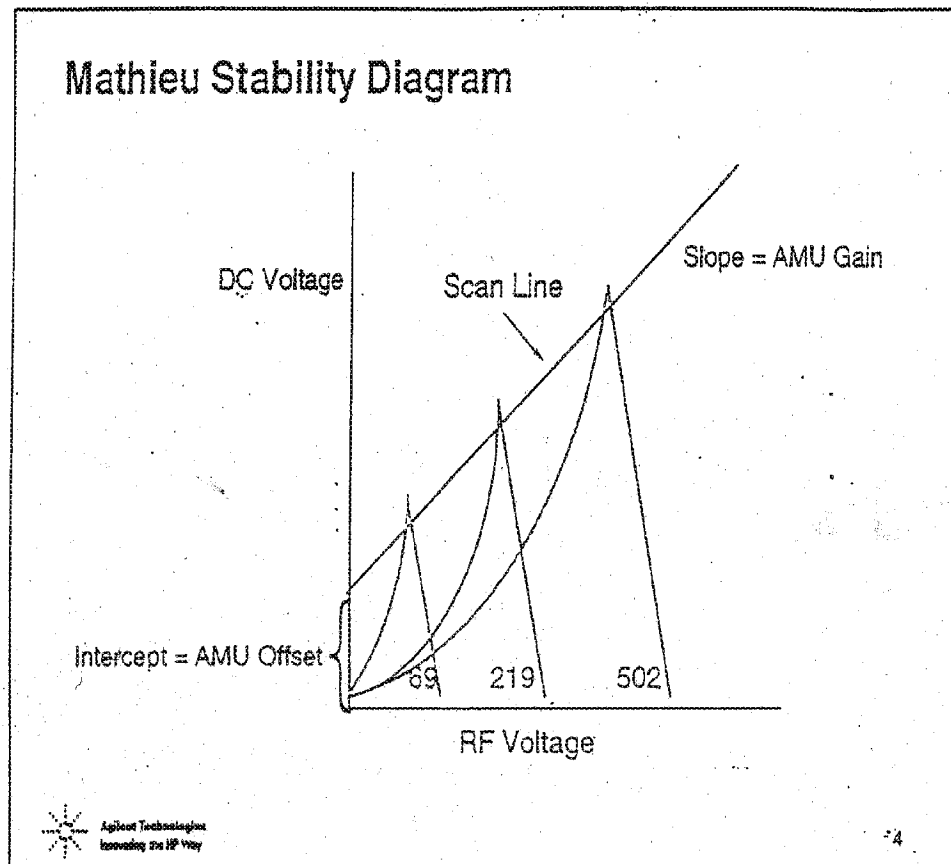 Mathieu Stability Diagram
DC Voltage
Scan Line
Slope = AMU Gain
Intercept = AMU Offset
69
219
502
RF Voltage
Agilent Technologies
Innovating the HP Way
4